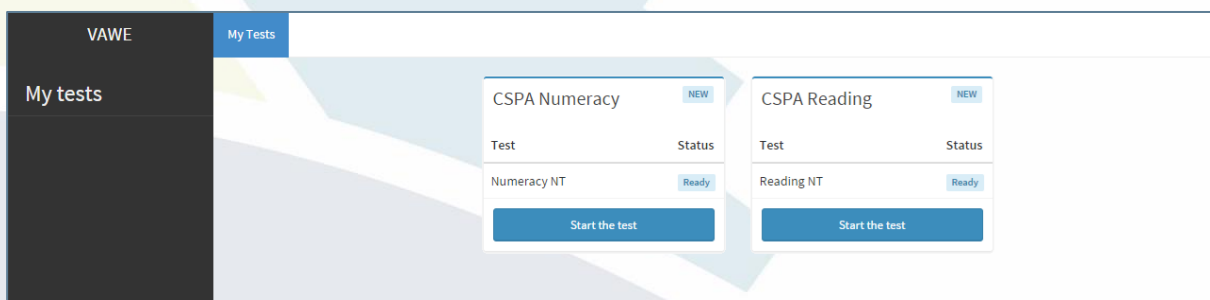 VAWE
My Tests
My tests
CSPA Numeracy
NEW
Test Status
Numeracy NT Ready
Start the test
CSPA Reading
NEW
Test Status
Reading NT Ready
Start the test